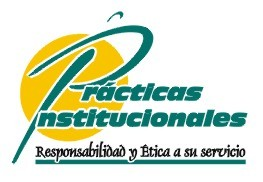 Prácticas
Institucionales
Responsabilidad y Ética a su servicio